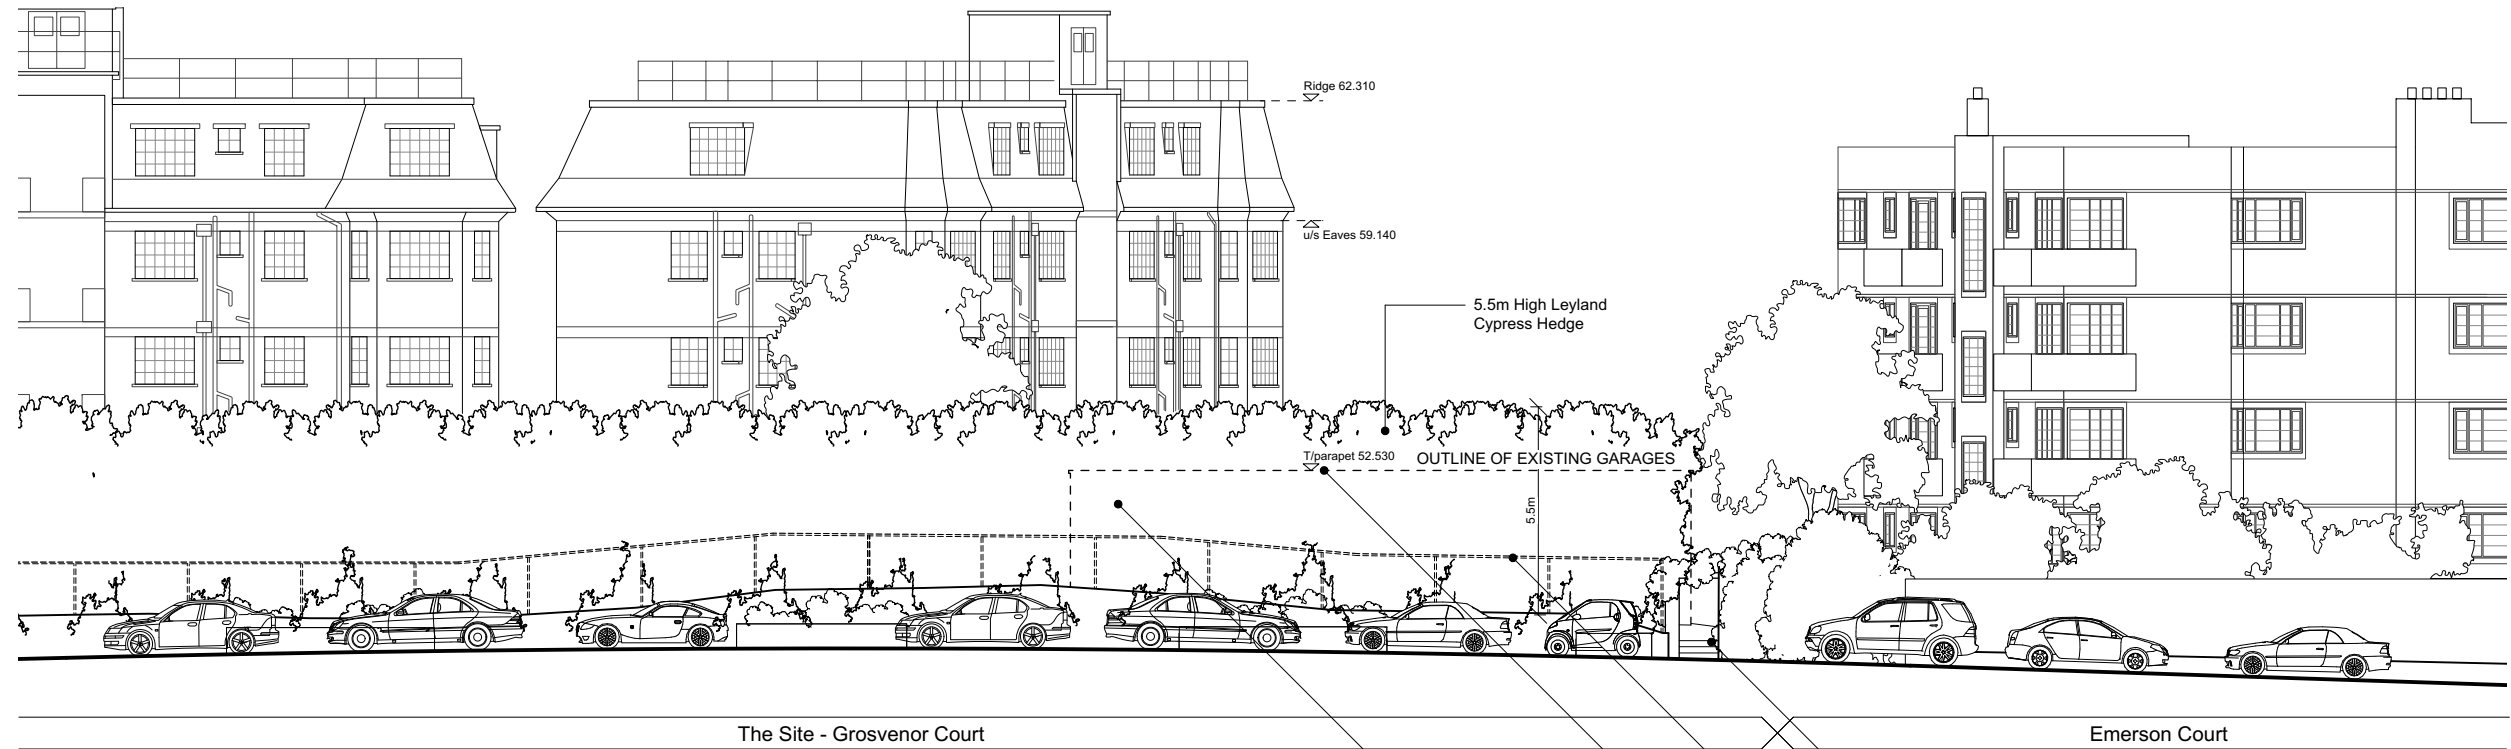 Ridge 62.310
u/s Eaves 59.140
5.5m High Leyland
Cypress Hedge
T/parapet 52.530
OUTLINE OF EXISTING GARAGES
5.5m
The Site - Grosvenor Court
Emerson Court